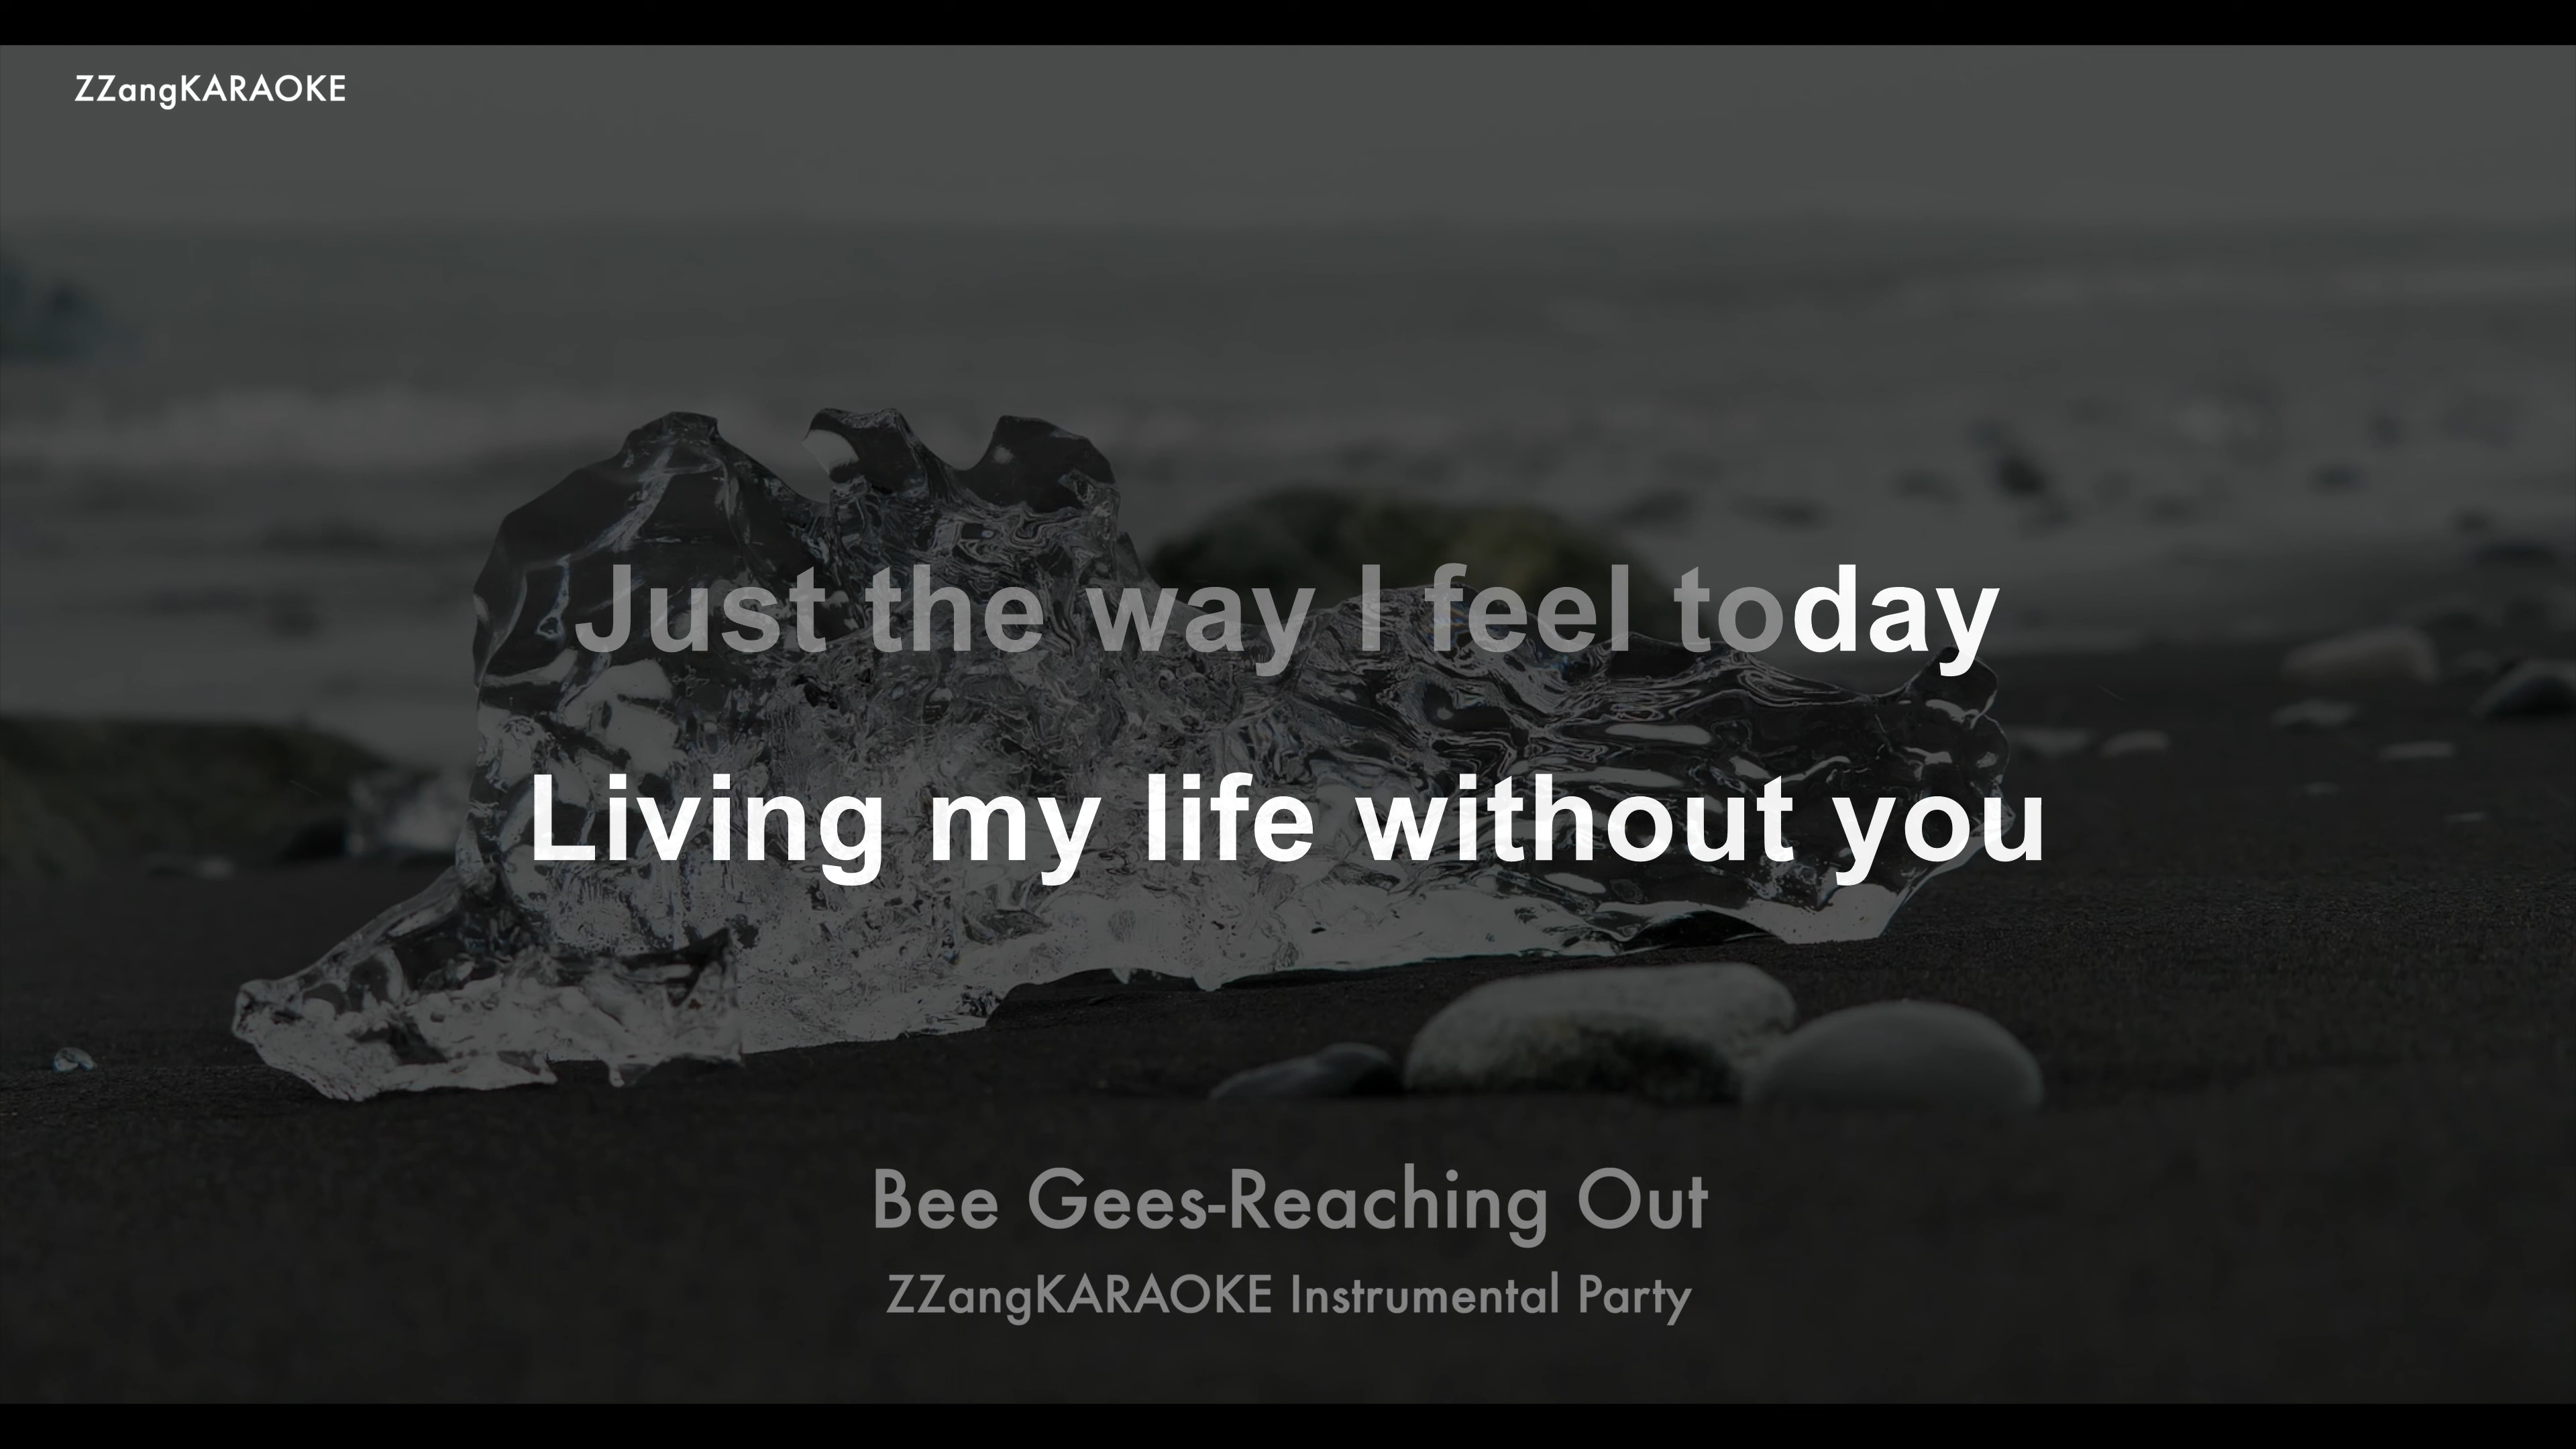 ZZangKARAOKE
Just the way I feel today
Living my life without you
Bee Gees-Reaching Out
ZZangKARAOKE Instrumental Party